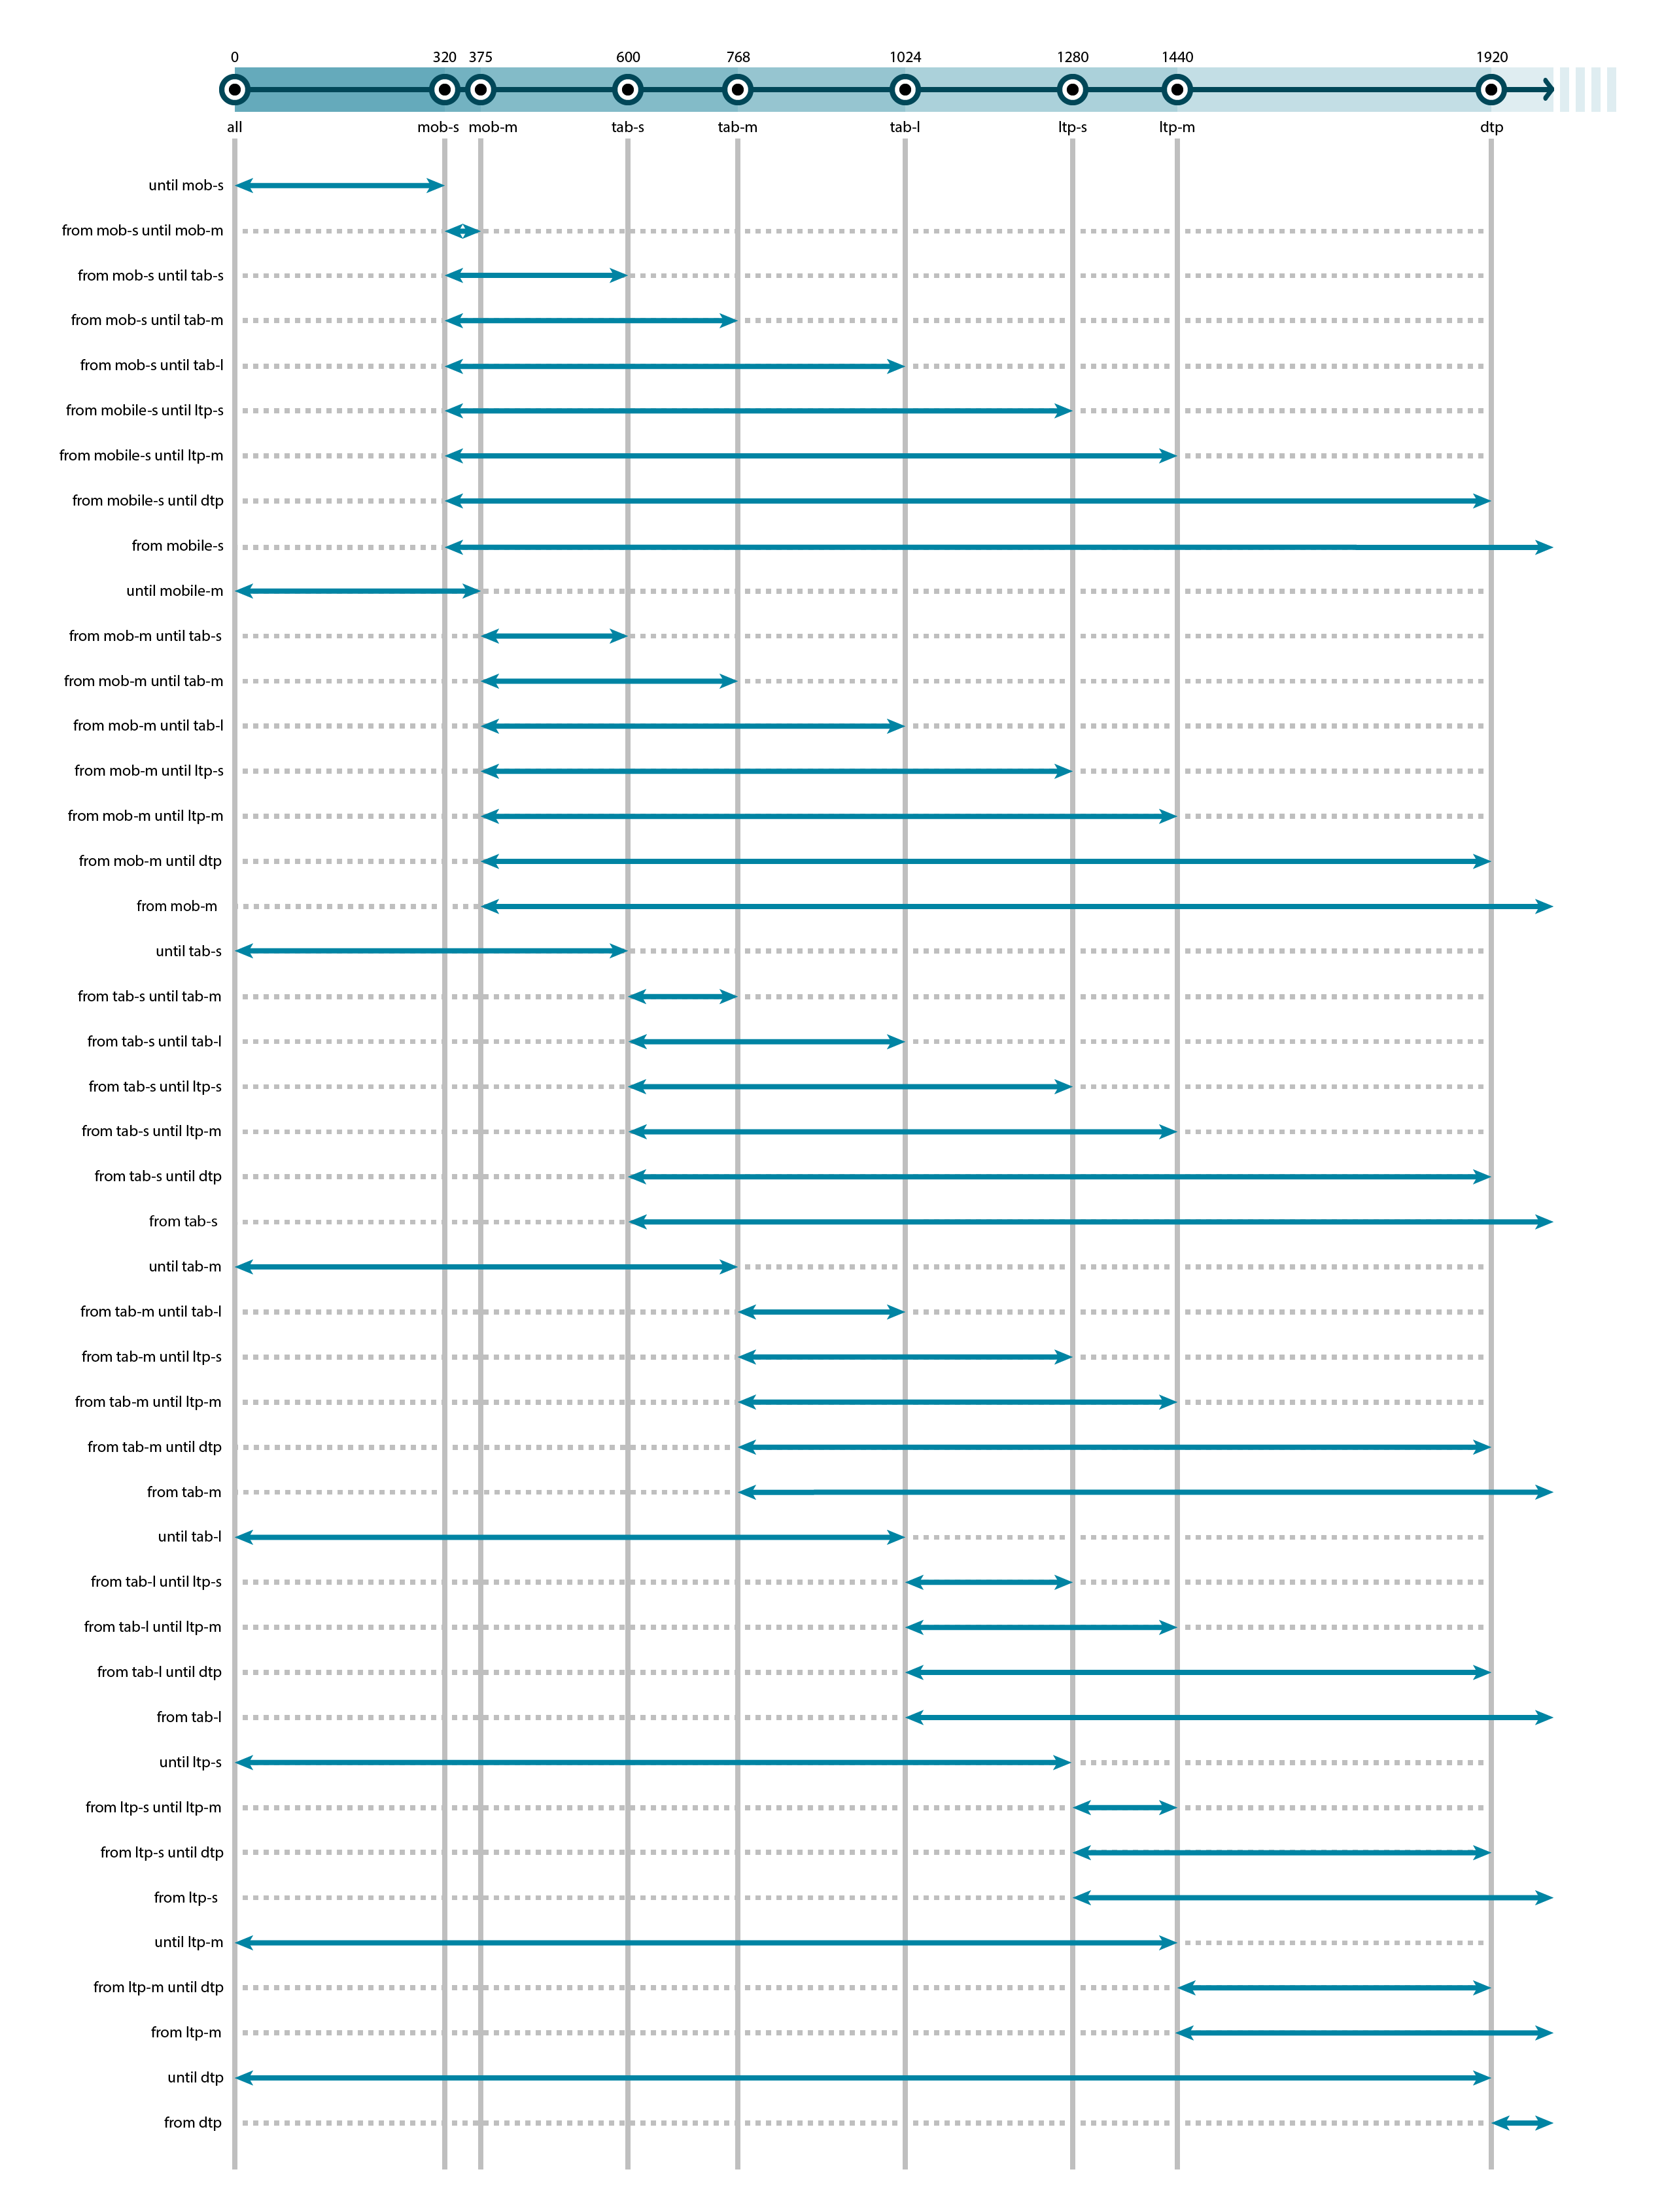 0 320 375 600 768 1024 1280 1440 1920
all mob-s mob-m tab-s tab-m tab-l ltp-s ltp-m dtp
until mob-s
from mob-s until mob-m
from mob-s until tab-s
from mob-s until tab-m
from mob-s until tab-l
from mobile-s until ltp-s
from mobile-s until ltp-m
from mobile-s until dtp
from mobile-s
until mobile-m
from mob-m until tab-s
from mob-m until tab-m
from mob-m until tab-l
from mob-m until ltp-s
from mob-m until ltp-m
from mob-m until dtp
from mob-m
until tab-s
from tab-s until tab-m
from tab-s until tab-l
from tab-s until ltp-s
from tab-s until ltp-m
from tab-s until dtp
from tab-s
until tab-m
from tab-m until tab-l
from tab-m until ltp-s
from tab-m until ltp-m
from tab-m until dtp
from tab-m
until tab-l
from tab-l until ltp-s
from tab-l until ltp-m
from tab-l until dtp
from tab-l
until ltp-s
from ltp-s until ltp-m
from ltp-s until dtp
from ltp-s
until ltp-m
from ltp-m until dtp
from ltp-m
until dtp
from dtp